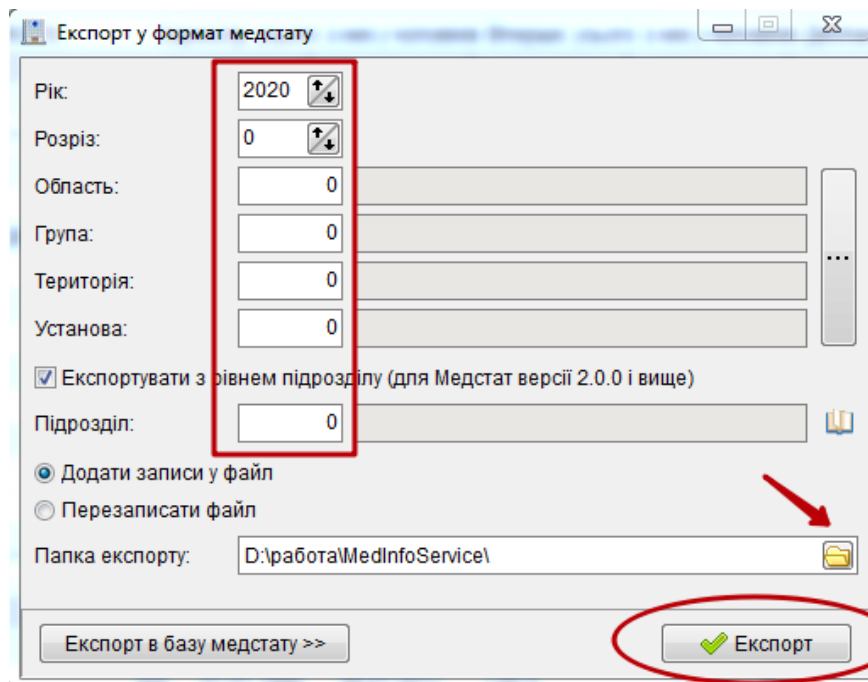 Експорт у формат медстату
Рік: 2020
Розріз: 0
Область: 0
Група: 0
...
Територія: 0
Установа: 0
Експортувати з рівнем підрозділу (для Медстат версії 2.0.0 і вище)
Підрозділ: 0
Додати записи у файл
Перезаписати файл
Папка експорту: D:\работа\MedInfoService\
Експорт в базу медстату >> Експорт